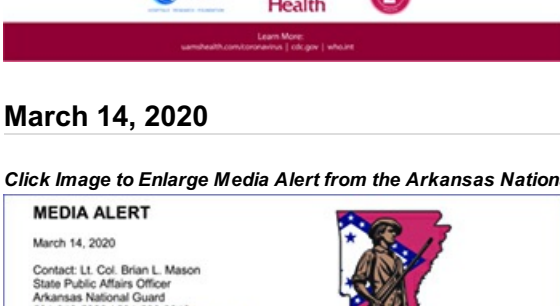 Health
Learn More:
uamshealth.com/coronavirus | cdc.gov | who.int
March 14, 2020
Click Image to Enlarge Media Alert from the Arkansas Nation
MEDIA ALERT
March 14, 2020
Contact: Lt. Col. Brian L. Mason
State Public Affairs Officer
Arkansas National Guard